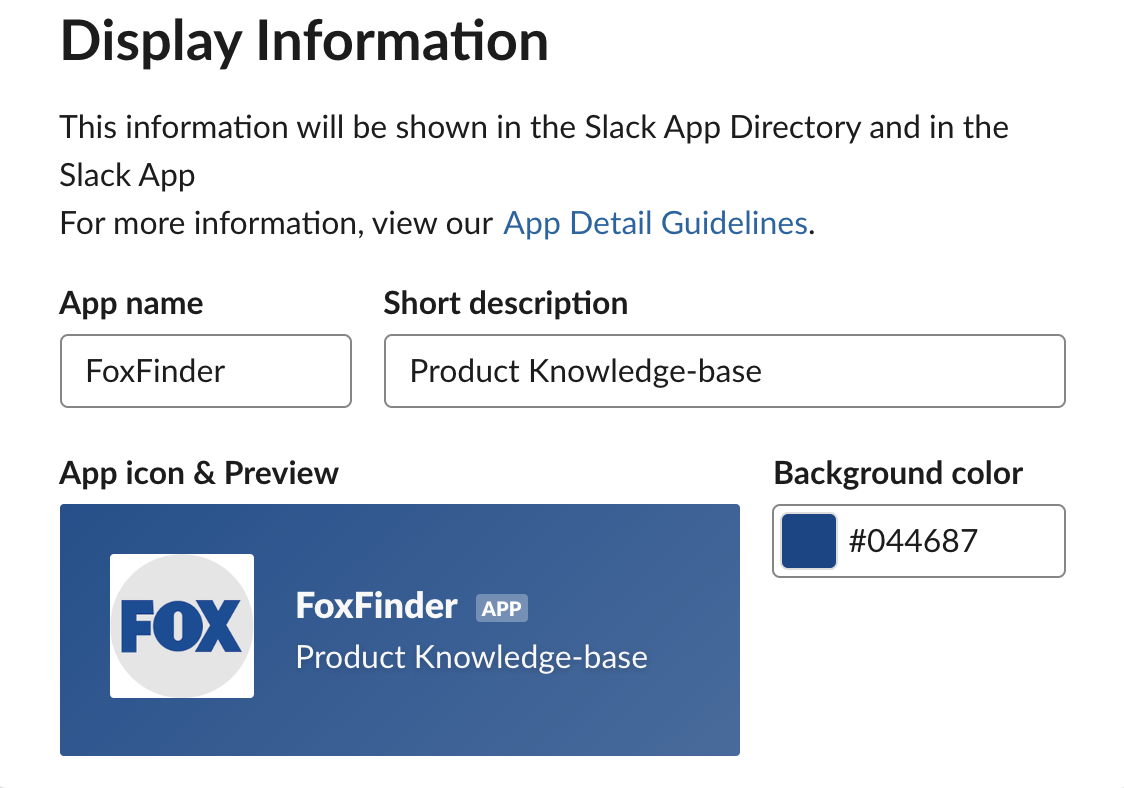 Display Information
This information will be shown in the Slack App Directory and in the
Slack App
For more information, view our App Detail Guidelines.
App name
Short description
FoxFinder
Product Knowledge-base
App icon & Preview
Background color
#044687
FOX
FoxFinder APP
Product Knowledge-base